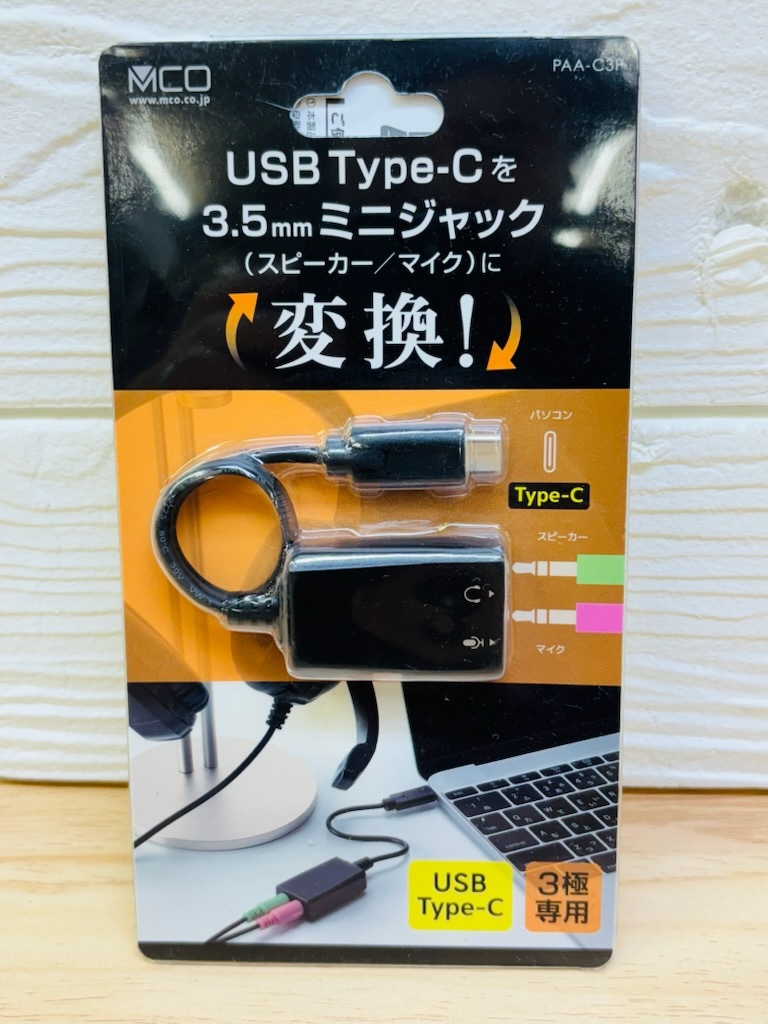 MCO
www.mco.co.jp
PAA-C3P
USB Type-Cを
3.5mmミニジャック
(スピーカー/マイク)に
変換!
パソコン
Type-C
スピーカー
マイク
USB
Type-C
3極
専用